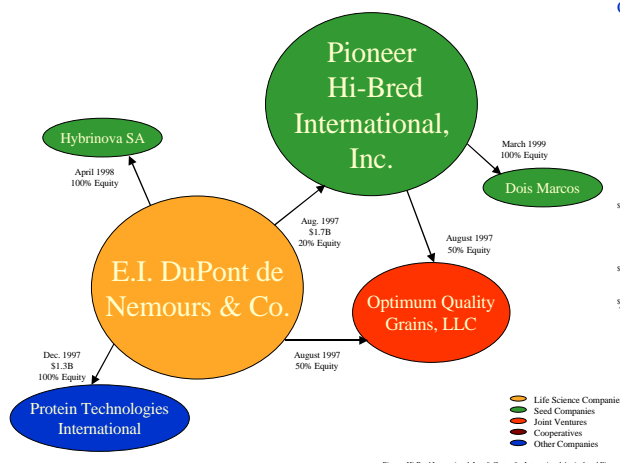 Pioneer
Hi-Bred
International,
Inc.
Hybrinova SA
April 1998
100% Equity
March 1999
100% Equity
Dois Marcos
Aug. 1997
$1.7B
20% Equity
August 1997
50% Equity
E.I. DuPont de
Nemours & Co.
Optimum Quality
Grains, LLC
August 1997
50% Equity
Dec. 1997
$1.3B
100% Equity
Protein Technologies
International
Life Science Companie
Seed Companies
Joint Ventures
Cooperatives
Other Companies